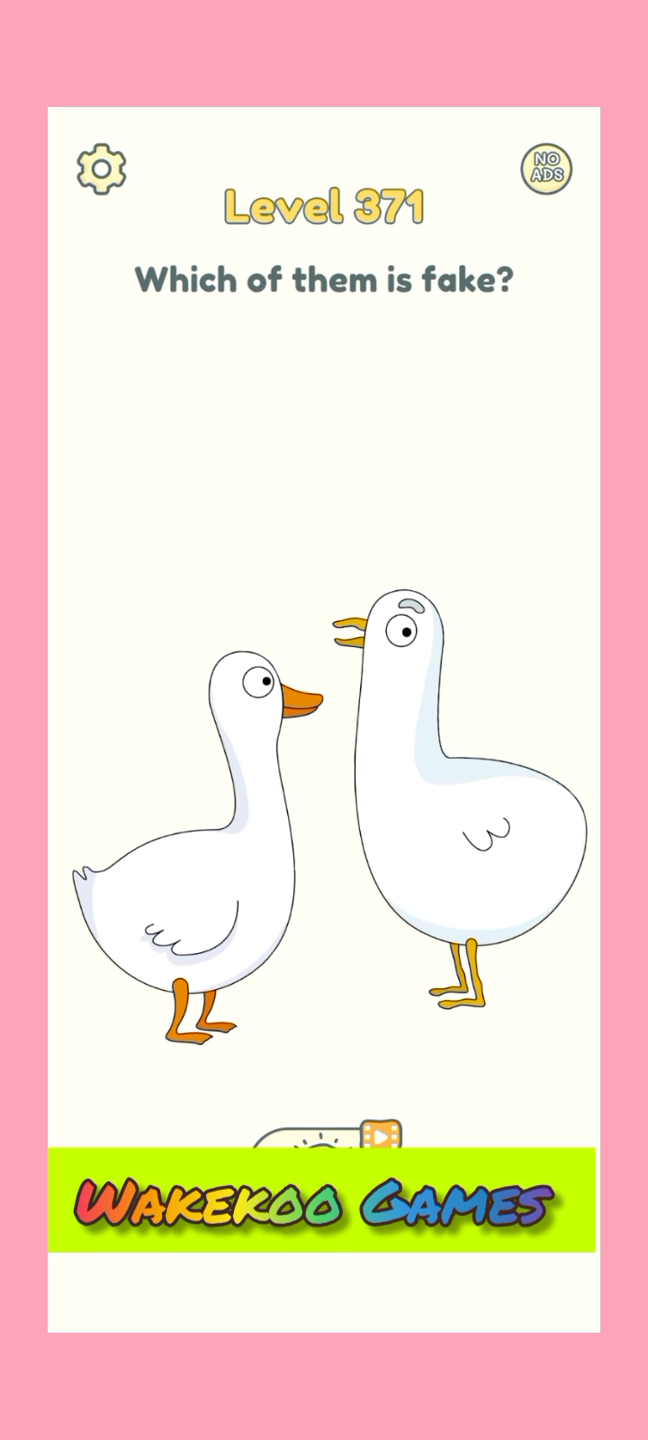 NO
ADS
Level 371
Which of them is fake?
Wakekoo Games